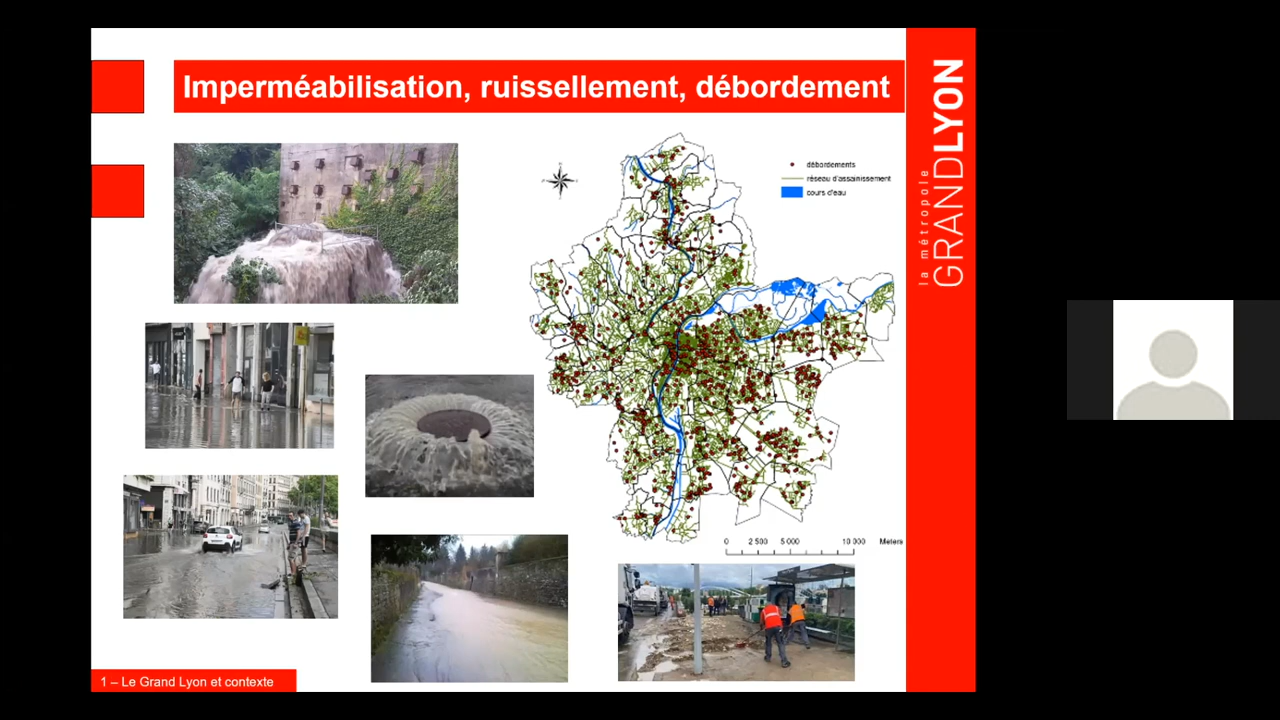 Imperméabilisation, ruissellement, débordement
la métropole
GRANDLYON
débordements
réseau d'assainissement
cours d'eau
0 2 500 5 000 10 000 Meters
1 – Le Grand Lyon et contexte